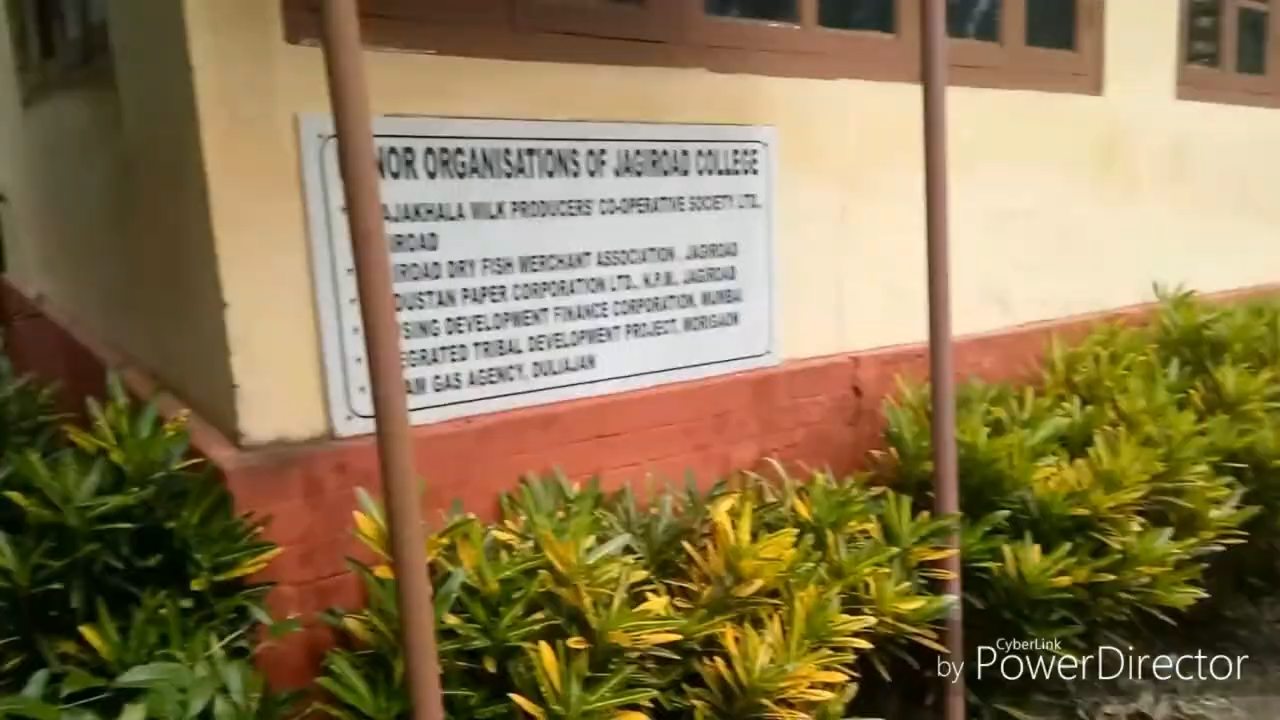 NOR ORGANISATIONS OF JAGIROAD COLLEGE
AJAKHALA MILK PRODUCERS' CO-OPERATIVE SOCIETY LTD.,
IROAD
IROAD DRY FISH MERCHANT ASSOCIATION, JAGIROAD
DUSTAN PAPER CORPORATION LTD., N.P.M., JAGIROAD
SING DEVELOPMENT FINANCE CORPORATION, MUMBAI
EGRATED TRIBAL DEVELOPMENT PROJECT, MORIGAON
AM GAS AGENCY, DULIAJAN
CyberLink
by PowerDirector